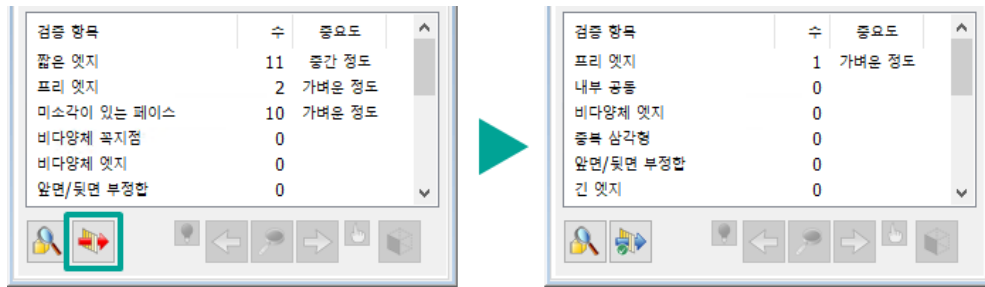 검증 항목 수 중요도
짧은 엣지 11 중간 정도
프리 엣지 2 가벼운 정도
미소각이 있는 페이스 10 가벼운 정도
비다양체 꼭지점 0
비다양체 엣지 0
앞면/뒷면 부정합 0
검증 항목 수 중요도
프리 엣지 1 가벼운 정도
내부 공동 0
비다양체 엣지 0
중복 삼각형 0
앞면/뒷면 부정합 0
긴 엣지 0